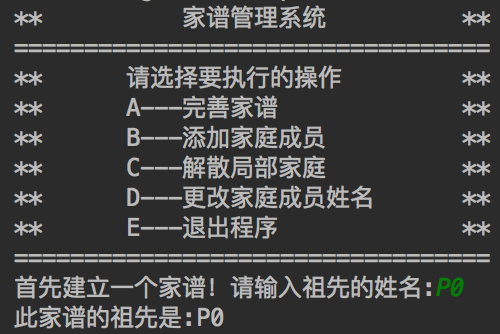 **          家谱管理系统          **
==================================
**      请选择要执行的操作        **
**      A---完善家谱              **
**      B---添加家庭成员          **
**      C---解散局部家庭          **
**      D---更改家庭成员姓名      **
**      E---退出程序              **
==================================
首先建立一个家谱！请输入祖先的姓名:P0
此家谱的祖先是:P0